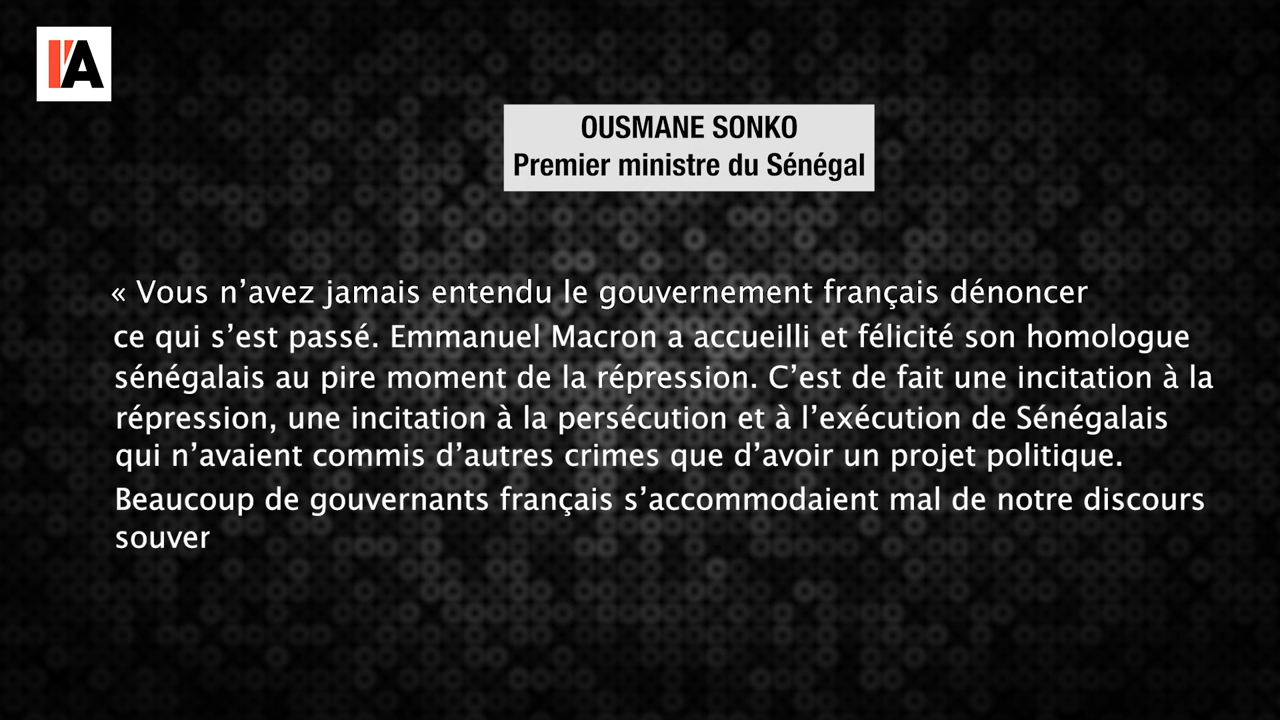 l'A
OUSMANE SONKO
Premier ministre du Sénégal
« Vous n’avez jamais entendu le gouvernement français dénoncer
ce qui s’est passé. Emmanuel Macron a accueilli et félicité son homologue
sénégalais au pire moment de la répression. C’est de fait une incitation à la
répression, une incitation à la persécution et à l’exécution de Sénégalais
qui n’avaient commis d’autres crimes que d’avoir un projet politique.
Beaucoup de gouvernants français s’accommodaient mal de notre discours
souver